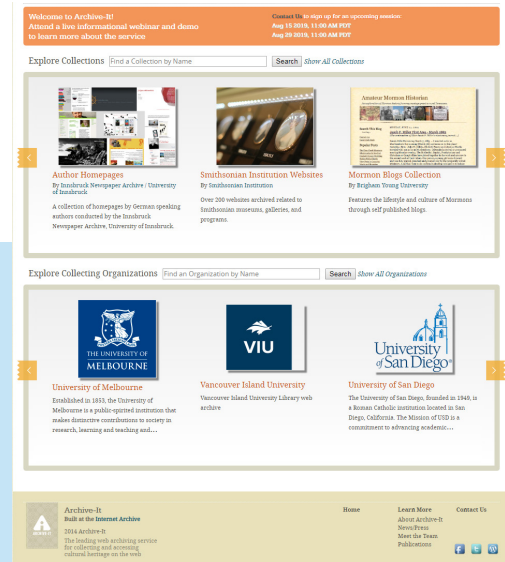 Welcome to Archive-It!
Attend a live informational webinar and demo
to learn more about the service
Contact Us to sign up for an upcoming session:
Aug 15 2019, 11:00 AM PDT
Aug 29 2019, 11:00 AM PDT
Explore Collections Find a Collection by Name Search Show All Collections
Amateur Mormon Historian
Author Homepages
By Innsbruck Newspaper Archive / University
of Innsbruck
A collection of homepages by German speaking
authors conducted by the Innsbruck
Newspaper Archive, University of Innsbruck.
Smithsonian Institution Websites
By Smithsonian Institution
Over 200 websites archived related to
Smithsonian museums, galleries, and
programs.
Mormon Blogs Collection
By Brigham Young University
Features the lifestyle and culture of Mormons
through self published blogs.
Explore Collecting Organizations Find an Organization by Name Search Show All Organizations
THE UNIVERSITY OF
MELBOURNE
VIU
University
of San Diego
University of Melbourne
Established in 1853, the University of
Melbourne is a public-spirited institution that
makes distinctive contributions to society in
research, learning and teaching and...
Vancouver Island University
Vancouver Island University Library web
archive
University of San Diego
The University of San Diego, founded in 1949, is
a Roman Catholic institution located in San
Diego, California. The Mission of USD is a
commitment to advancing academic...
Archive-It
Built at the Internet Archive
2014 Archive-It
The leading web archiving service
for collecting and accessing
cultural heritage on the web
Home
Learn More
About Archive-It
News/Press
Meet the Team
Publications
Contact Us